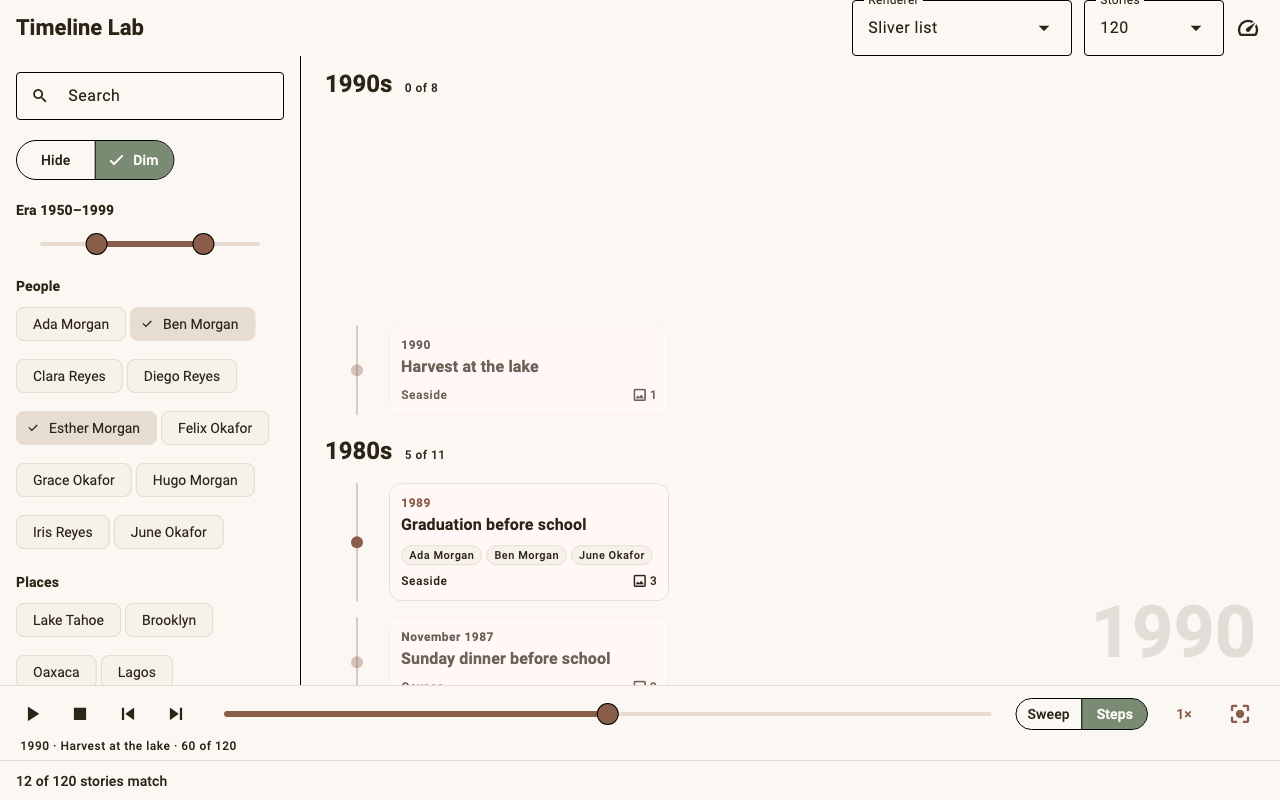 Timeline Lab
Renderer
Sliver list
Stories
120
Search
Hide
Dim
Era 1950–1999
People
Ada Morgan
Ben Morgan
Clara Reyes
Diego Reyes
Esther Morgan
Felix Okafor
Grace Okafor
Hugo Morgan
Iris Reyes
June Okafor
Places
Lake Tahoe
Brooklyn
Oaxaca
Lagos
1990s 0 of 8
1990
Harvest at the lake
Seaside 1
1980s 5 of 11
1989
Graduation before school
Ada Morgan Ben Morgan June Okafor
Seaside 3
November 1987
Sunday dinner before school
1990
Sweep Steps 1×
1990 · Harvest at the lake · 60 of 120
12 of 120 stories match